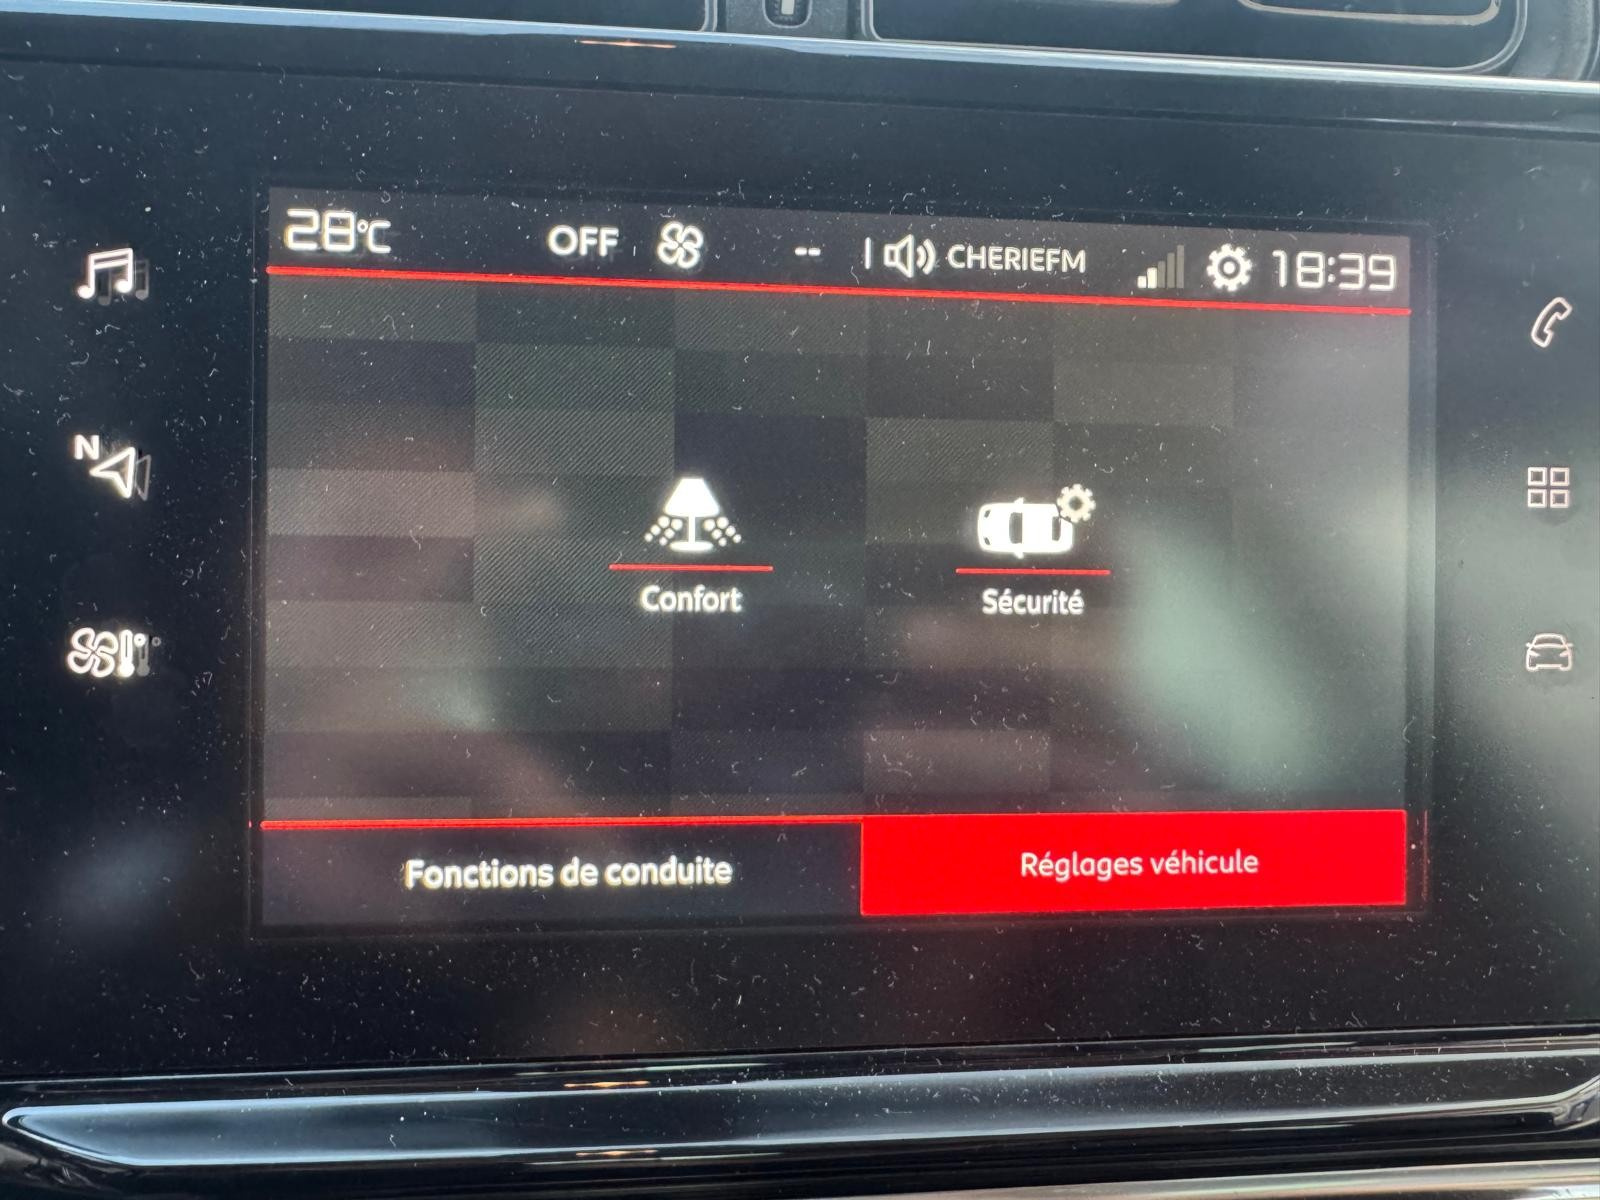 28°C OFF -- CHERIEFM 18:39
N
Confort Sécurité
Fonctions de conduite Réglages véhicule